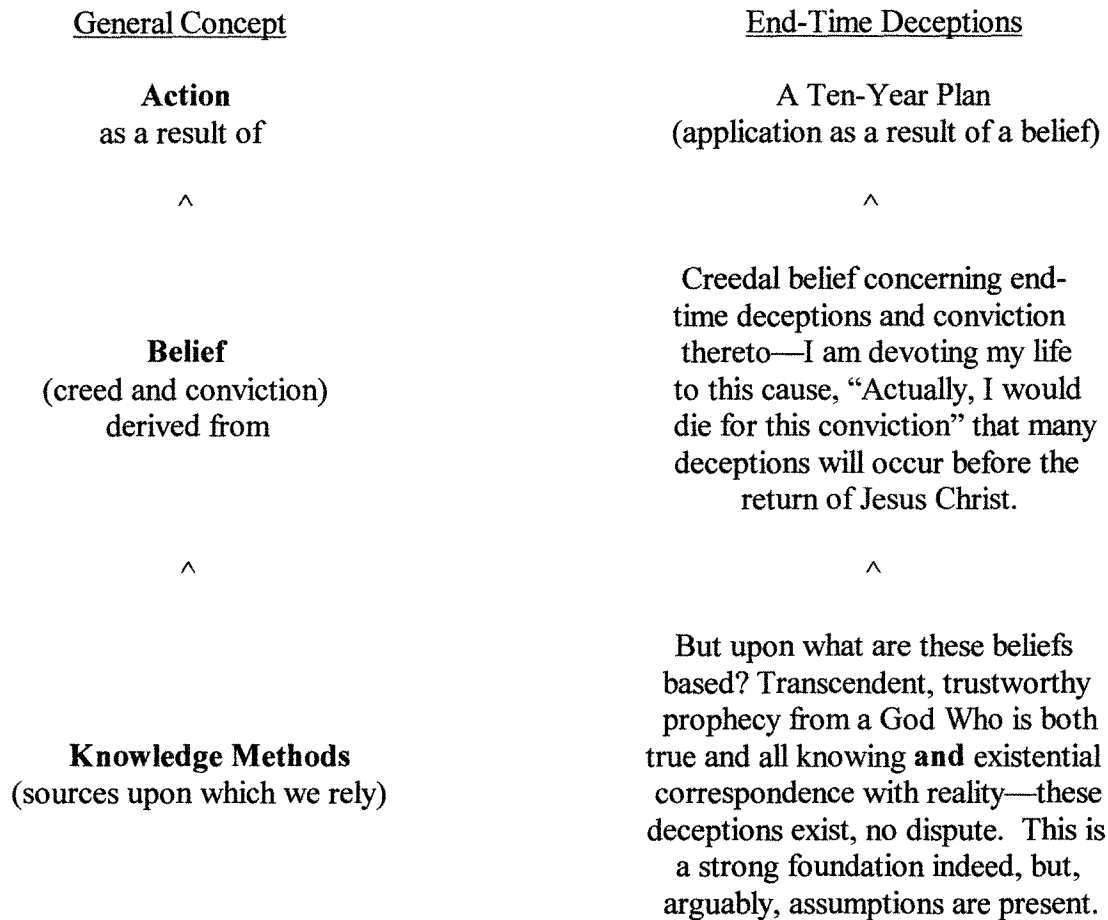 General Concept
End-Time Deceptions
Action
as a result of
A Ten-Year Plan
(application as a result of a belief)
^
^
Belief
(creed and conviction)
derived from
Creedal belief concerning end-
time deceptions and conviction
thereto—I am devoting my life
to this cause, “Actually, I would
die for this conviction” that many
deceptions will occur before the
return of Jesus Christ.
^
^
Knowledge Methods
(sources upon which we rely)
But upon what are these beliefs
based? Transcendent, trustworthy
prophecy from a God Who is both
true and all knowing and existential
correspondence with reality—these
deceptions exist, no dispute. This is
a strong foundation indeed, but,
arguably, assumptions are present.